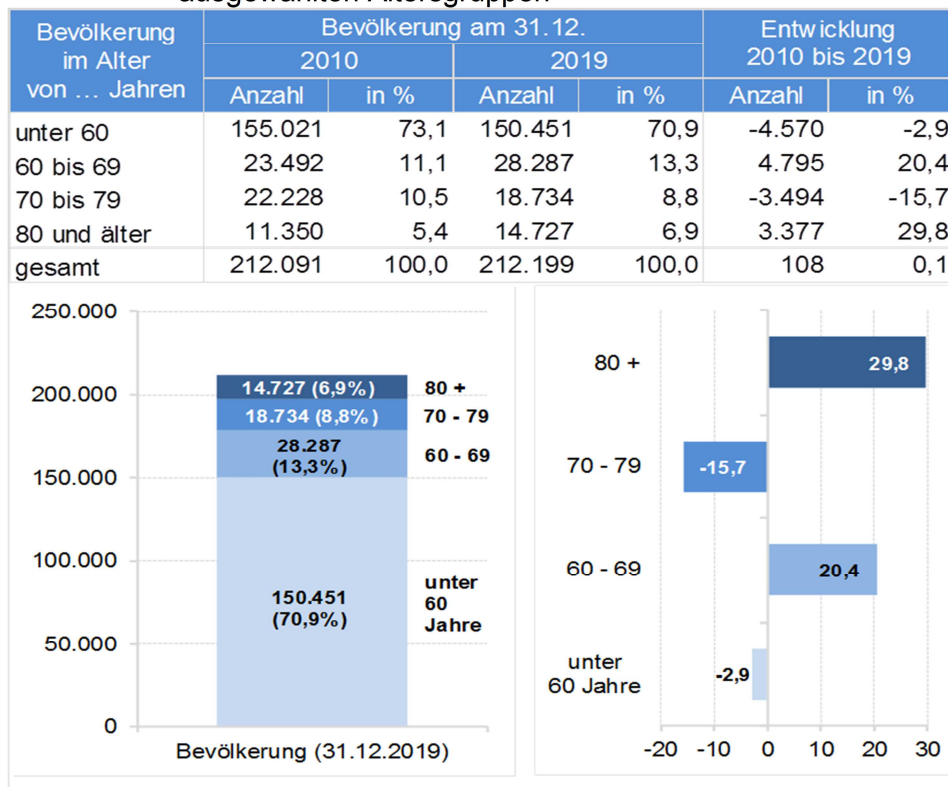 ausgewählten Altersgruppen
Bevölkerung im Alter von ... Jahren
Bevölkerung am 31.12.
Entwicklung 2010 bis 2019
2010 2019
Anzahl in % Anzahl in % Anzahl in %
unter 60 155.021 73,1 150.451 70,9 -4.570 -2,9
60 bis 69 23.492 11,1 28.287 13,3 4.795 20,4
70 bis 79 22.228 10,5 18.734 8,8 -3.494 -15,7
80 und älter 11.350 5,4 14.727 6,9 3.377 29,8
gesamt 212.091 100,0 212.199 100,0 108 0,1
250.000
200.000
150.000
100.000
50.000
0
14.727 (6,9%) 80 +
18.734 (8,8%) 70 - 79
28.287
(13,3%)
60 - 69
150.451
(70,9%)
unter
60
Jahre
Bevölkerung (31.12.2019)
80 + 29,8
70 - 79 -15,7
60 - 69 20,4
unter
60 Jahre
-2,9
-20 -10 0 10 20 30